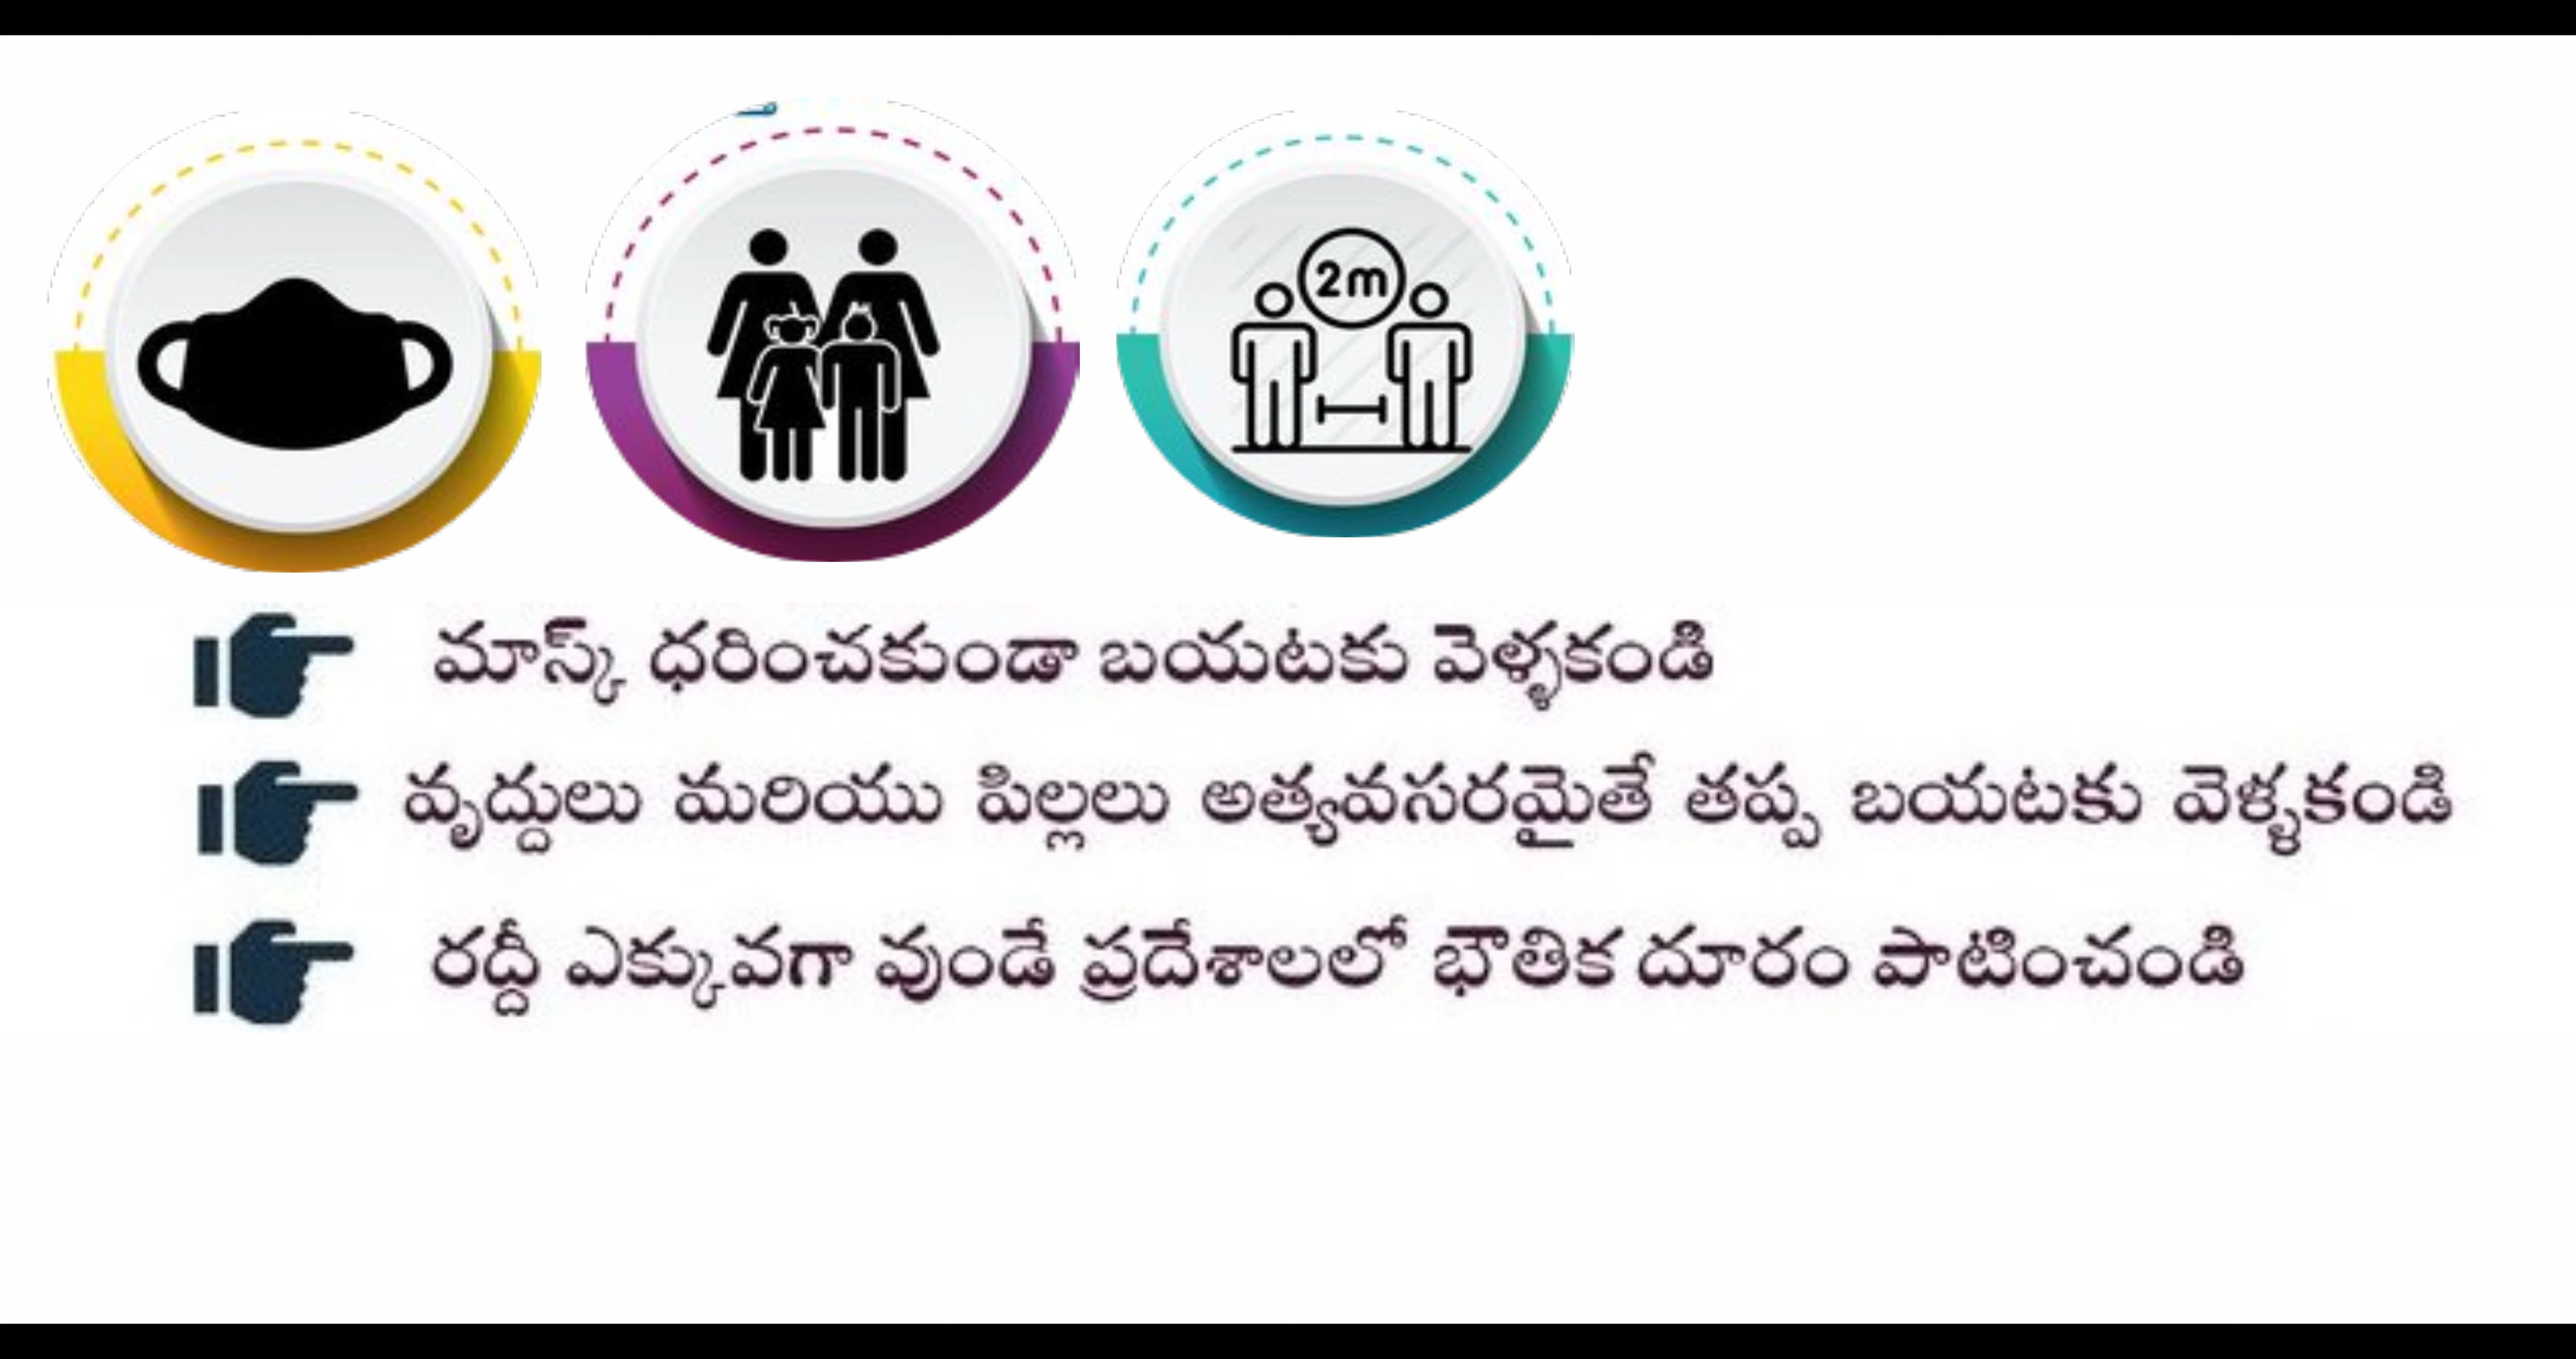 2m
మాస్క్ ధరించకుండా బయటకు వెళ్ళకండి
వృద్దులు మరియు పిల్లలు అత్యవసరమైతే తప్ప బయటకు వెళ్ళకండి
రద్దీ ఎక్కువగా వుండే ప్రదేశాలలో భౌతిక దూరం పాటించండి